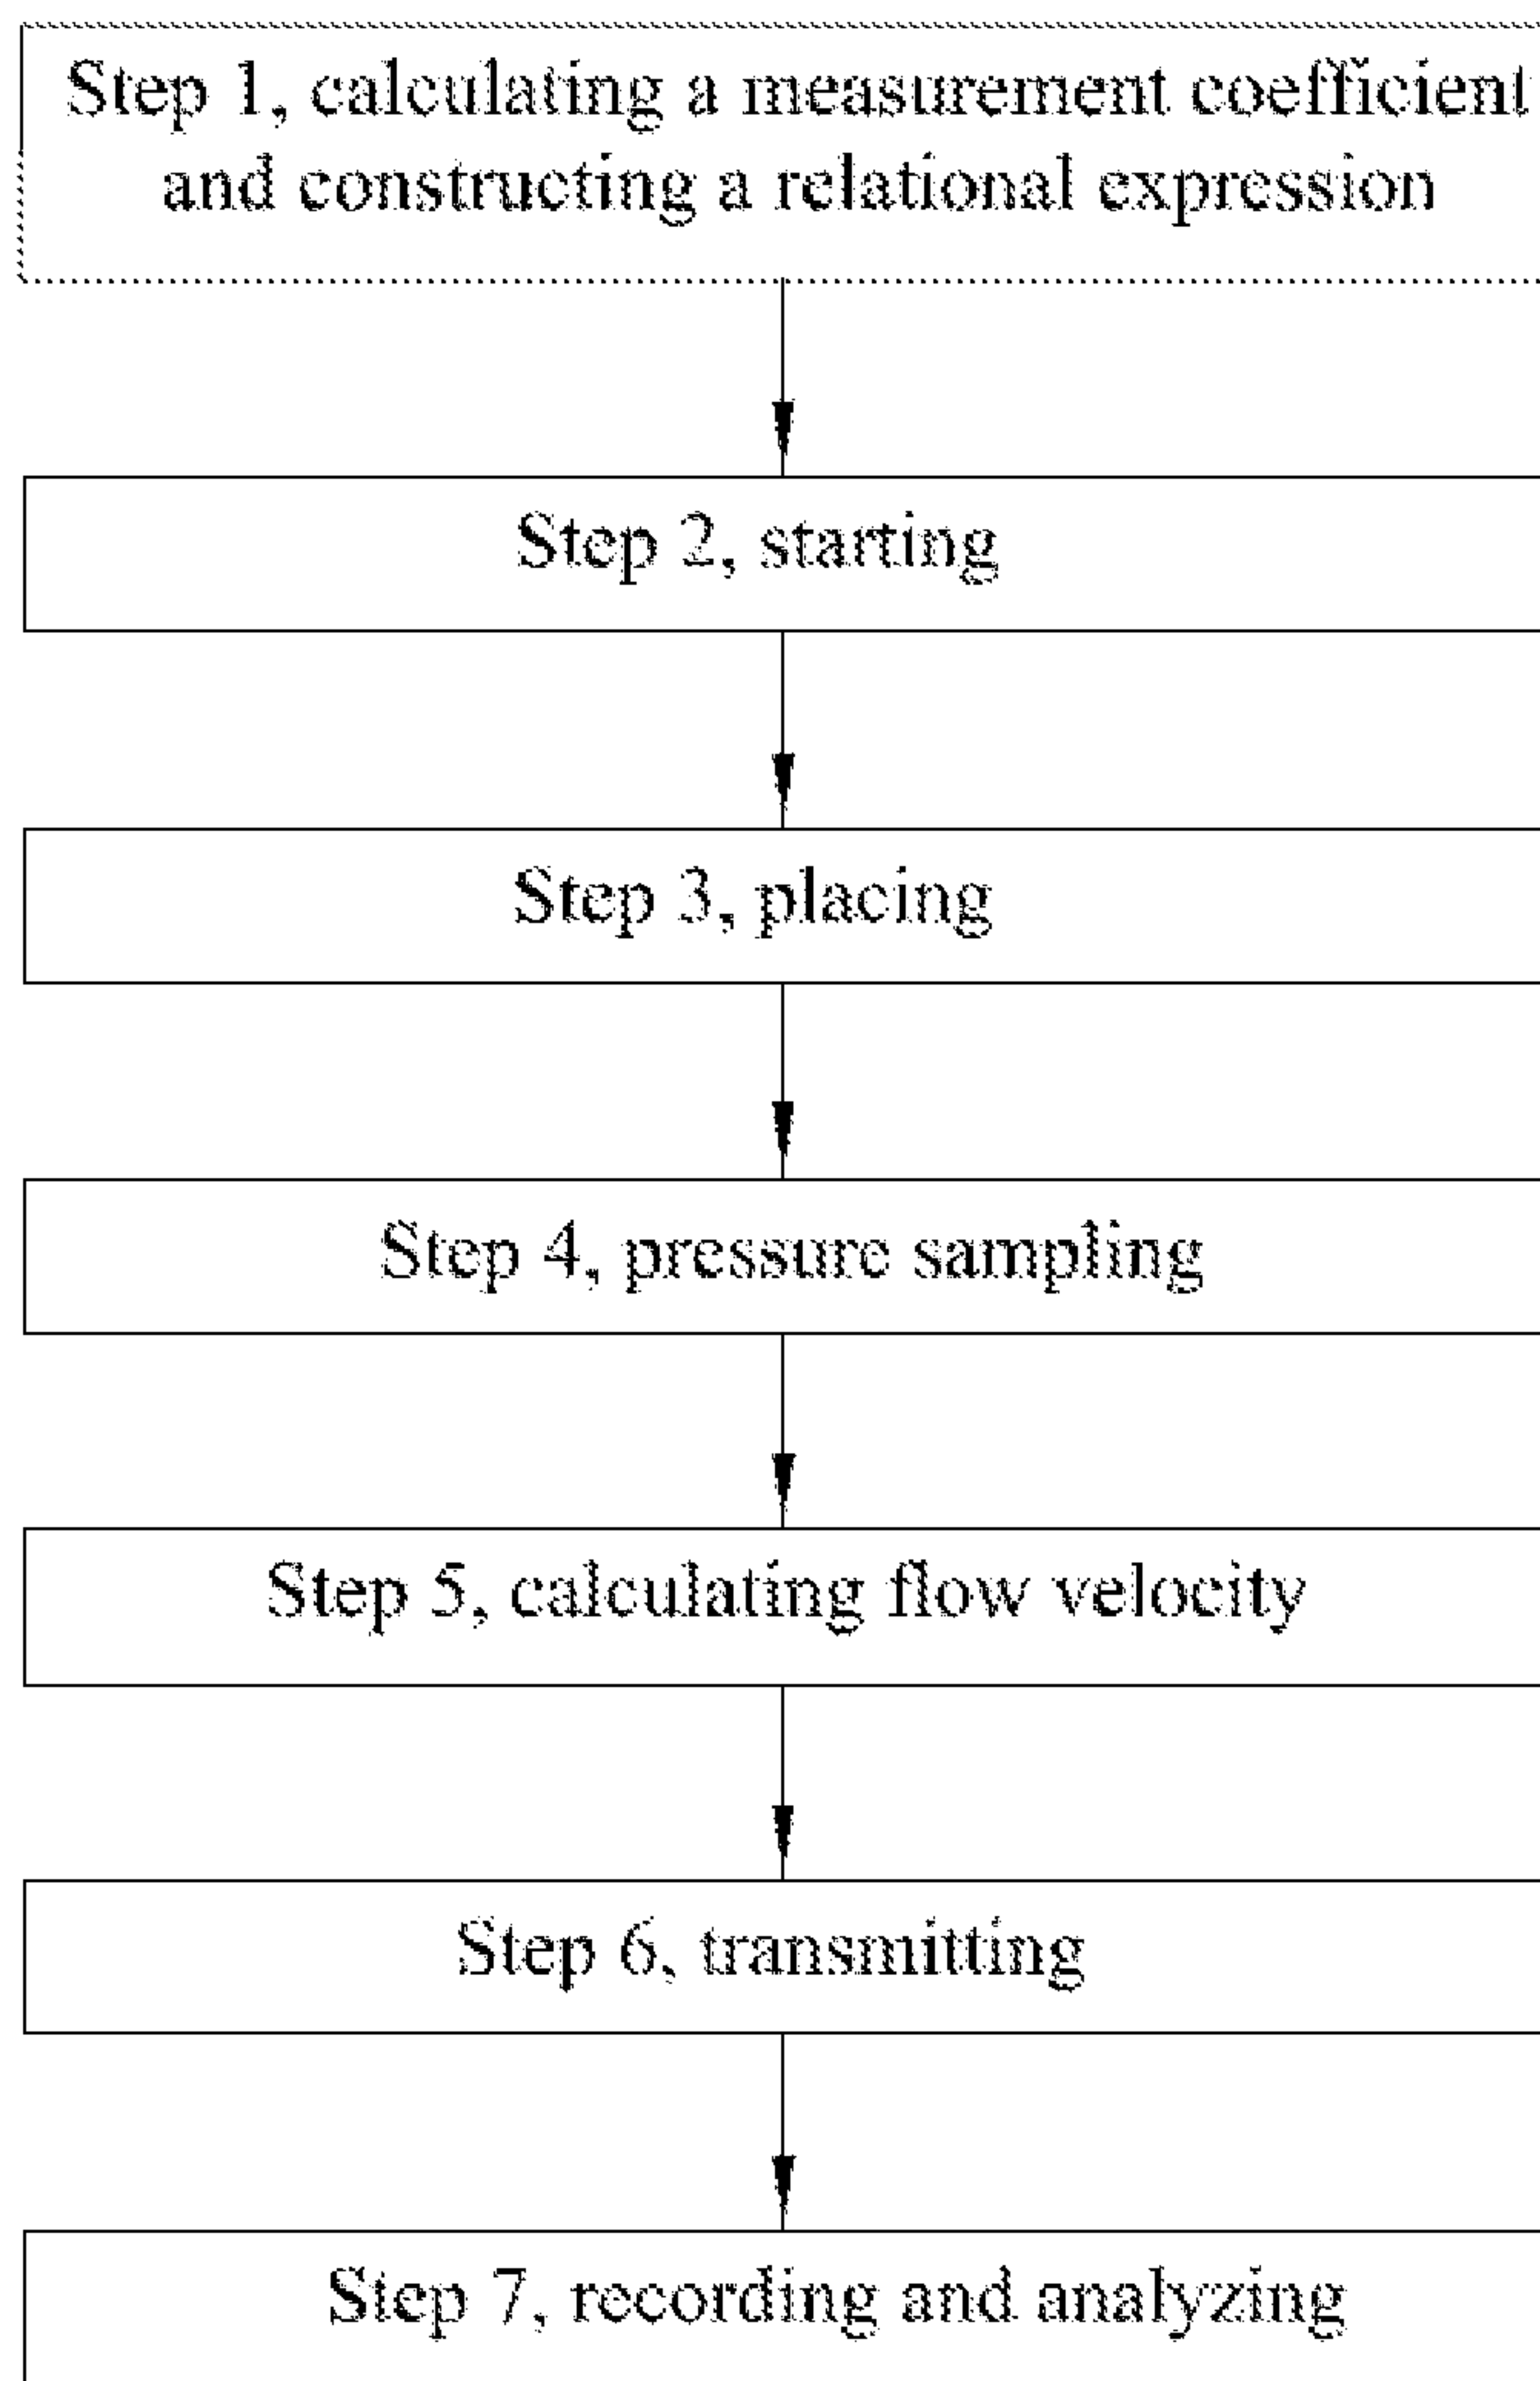 Step 1, calculating a measurement coefficient
and constructing a relational expression
Step 2, starting
Step 3, placing
Step 4, pressure sampling
Step 5, calculating flow velocity
Step 6, transmitting
Step 7, recording and analyzing